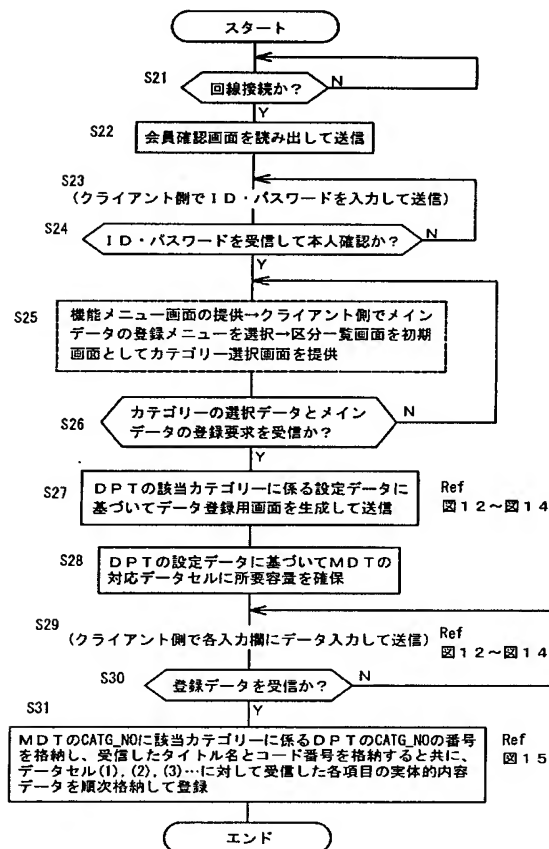 スタート
S21
回線接続か?
N
Y
S22
会員確認画面を読み出して送信
S23
(クライアント側でID・パスワードを入力して送信)
S24
ID・パスワードを受信して本人確認か?
N
Y
S25
機能メニュー画面の提供→クライアント側でメイン
データの登録メニューを選択→区分一覧画面を初期
画面としてカテゴリー選択画面を提供
S26
カテゴリーの選択データとメイン
データの登録要求を受信か?
N
Y
S27
DPTの該当カテゴリーに係る設定データに
基づいてデータ登録用画面を生成して送信
Ref
図12~図14
S28
DPTの設定データに基づいてMDTの
対応データセルに所要容量を確保
S29
(クライアント側で各入力欄にデータ入力して送信)
Ref
図12~図14
S30
登録データを受信か?
N
Y
S31
MDTのCATG_NOに該当カテゴリーに係るDPTのCATG_NOの番号
を格納し、受信したタイトル名とコード番号を格納すると共に、
データセル(1),(2),(3)…に対して受信した各項目の実体的内容
データを順次格納して登録
Ref
図15
エンド